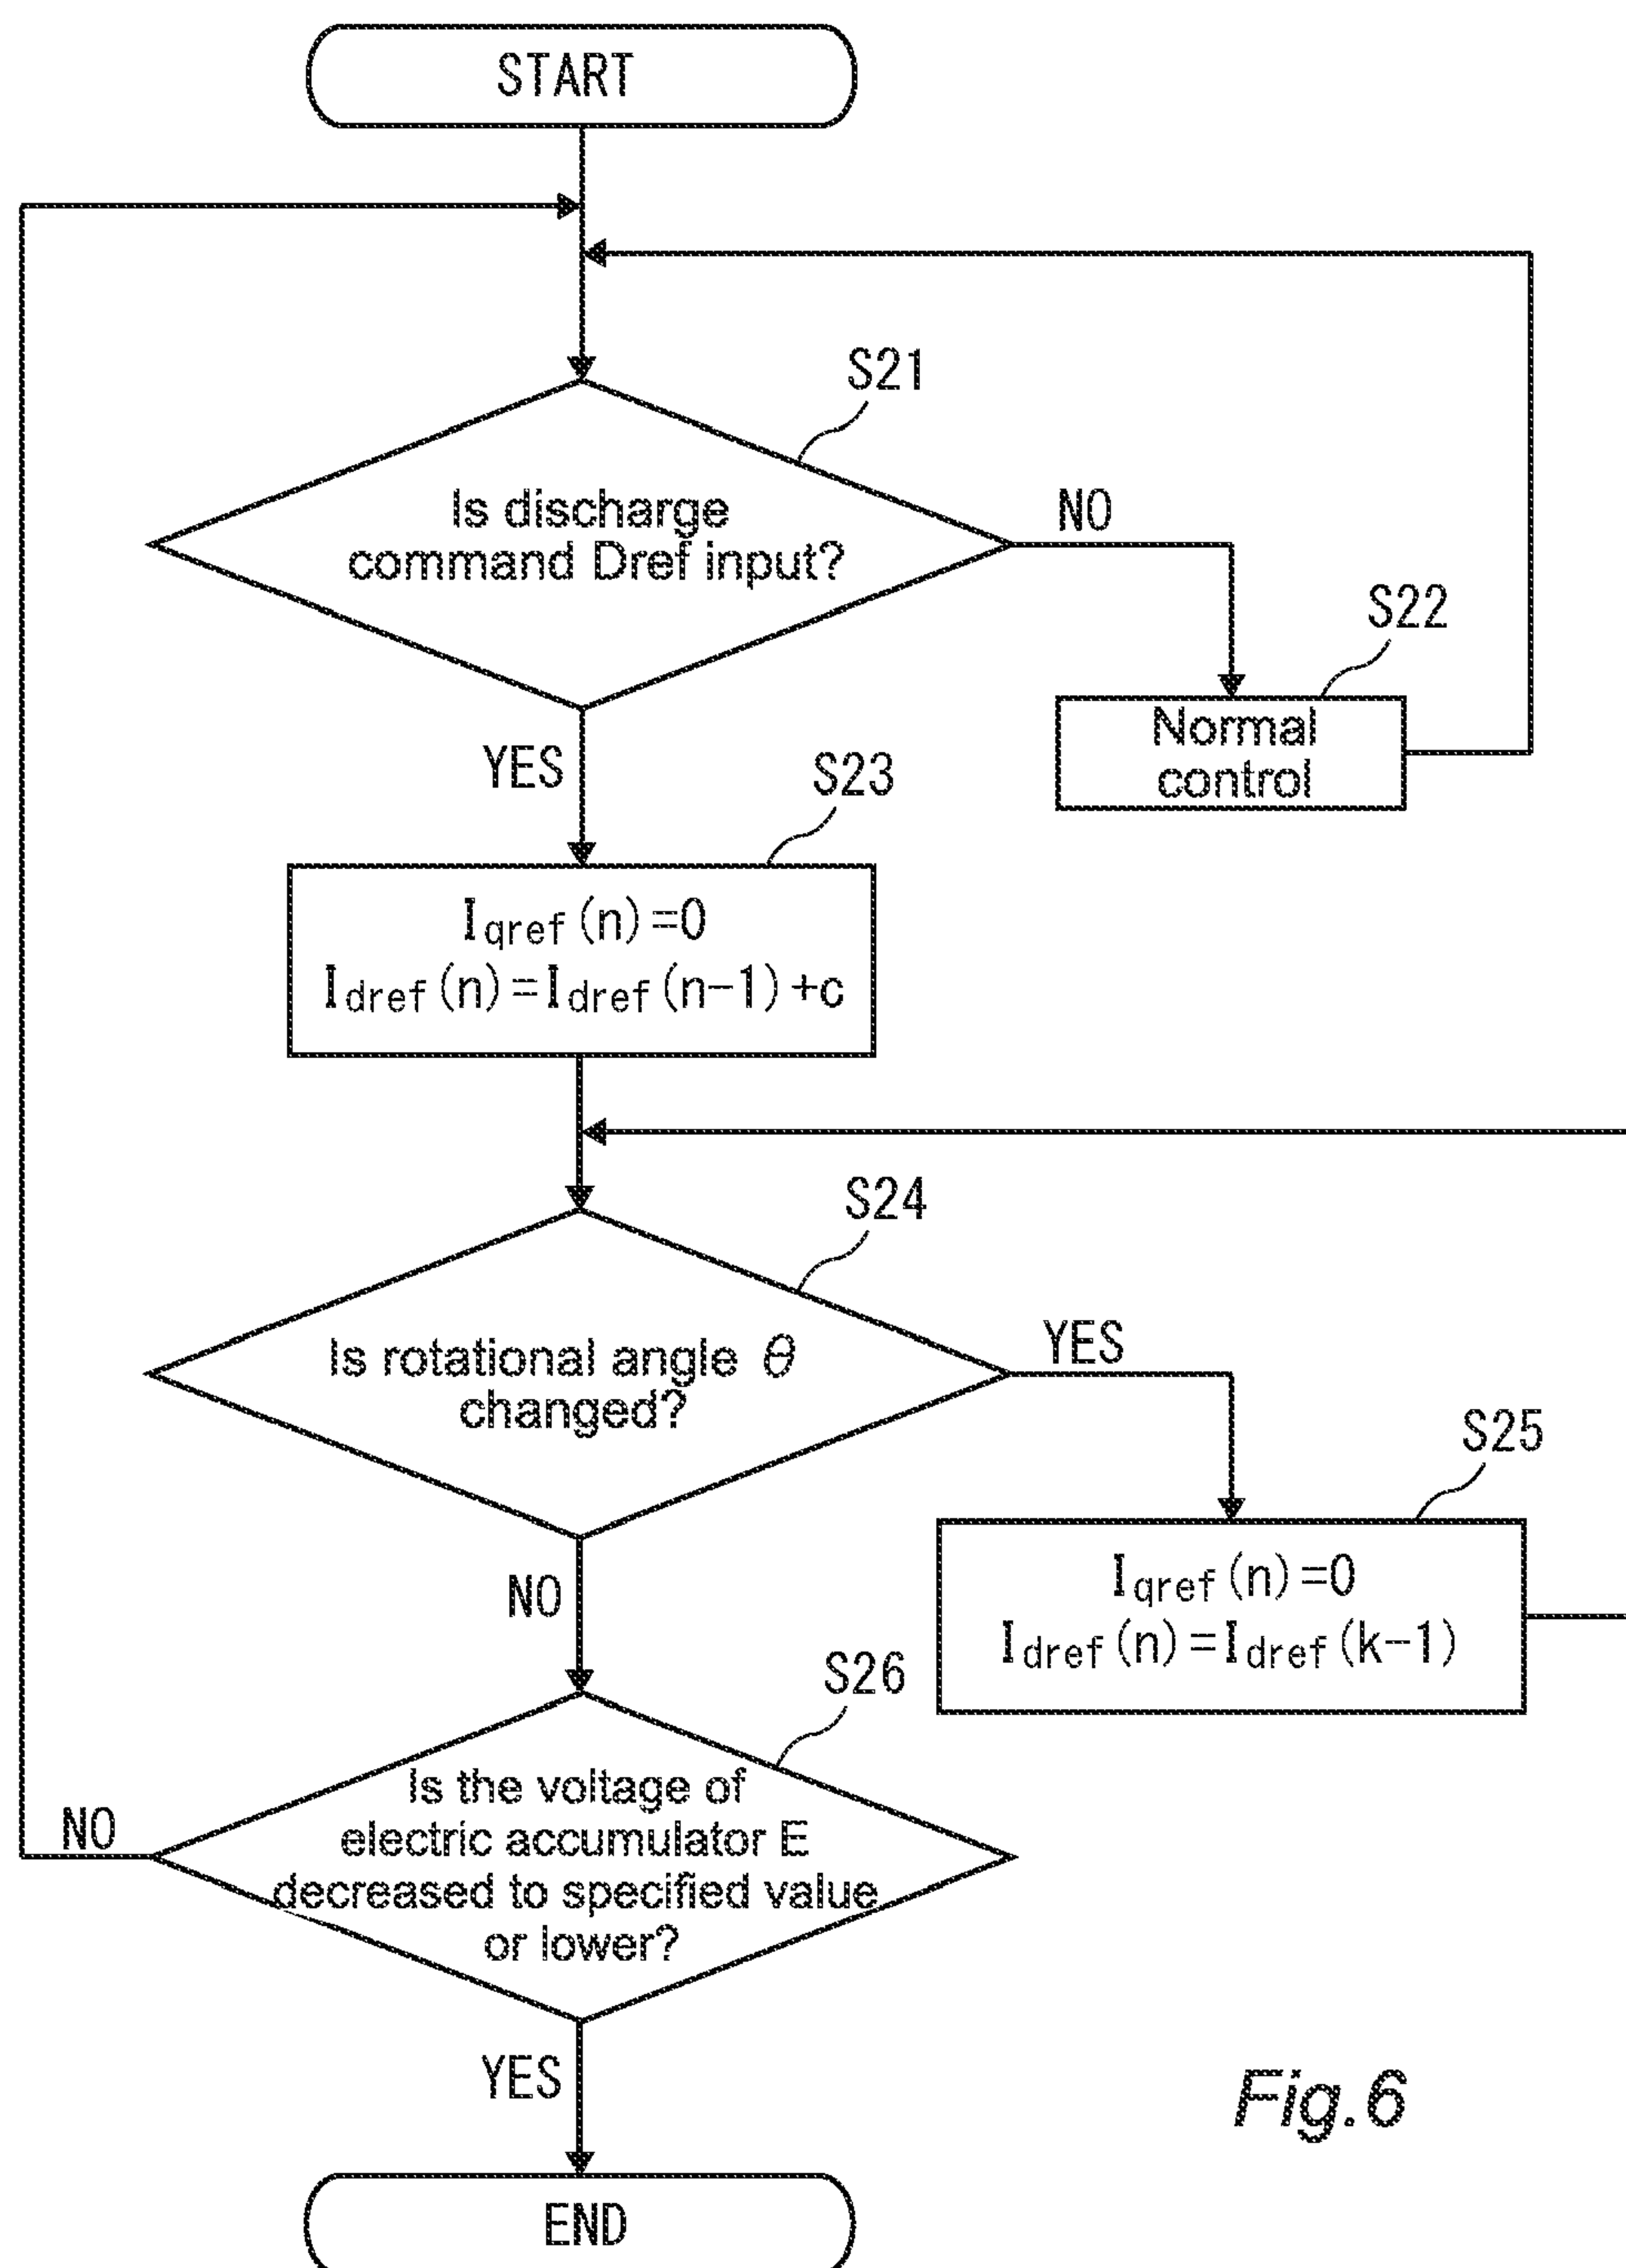 START
S21
Is discharge
command Dref input?
NO
S22
Normal
control
YES
S23
Iqref(n)=0
Idref(n)=Idref(n-1)+c
S24
Is rotational angle θ
changed?
YES
S25
Iqref(n)=0
Idref(n)=Idref(k-1)
NO
S26
Is the voltage of
electric accumulator E
decreased to specified value
or lower?
NO
YES
Fig.6
END